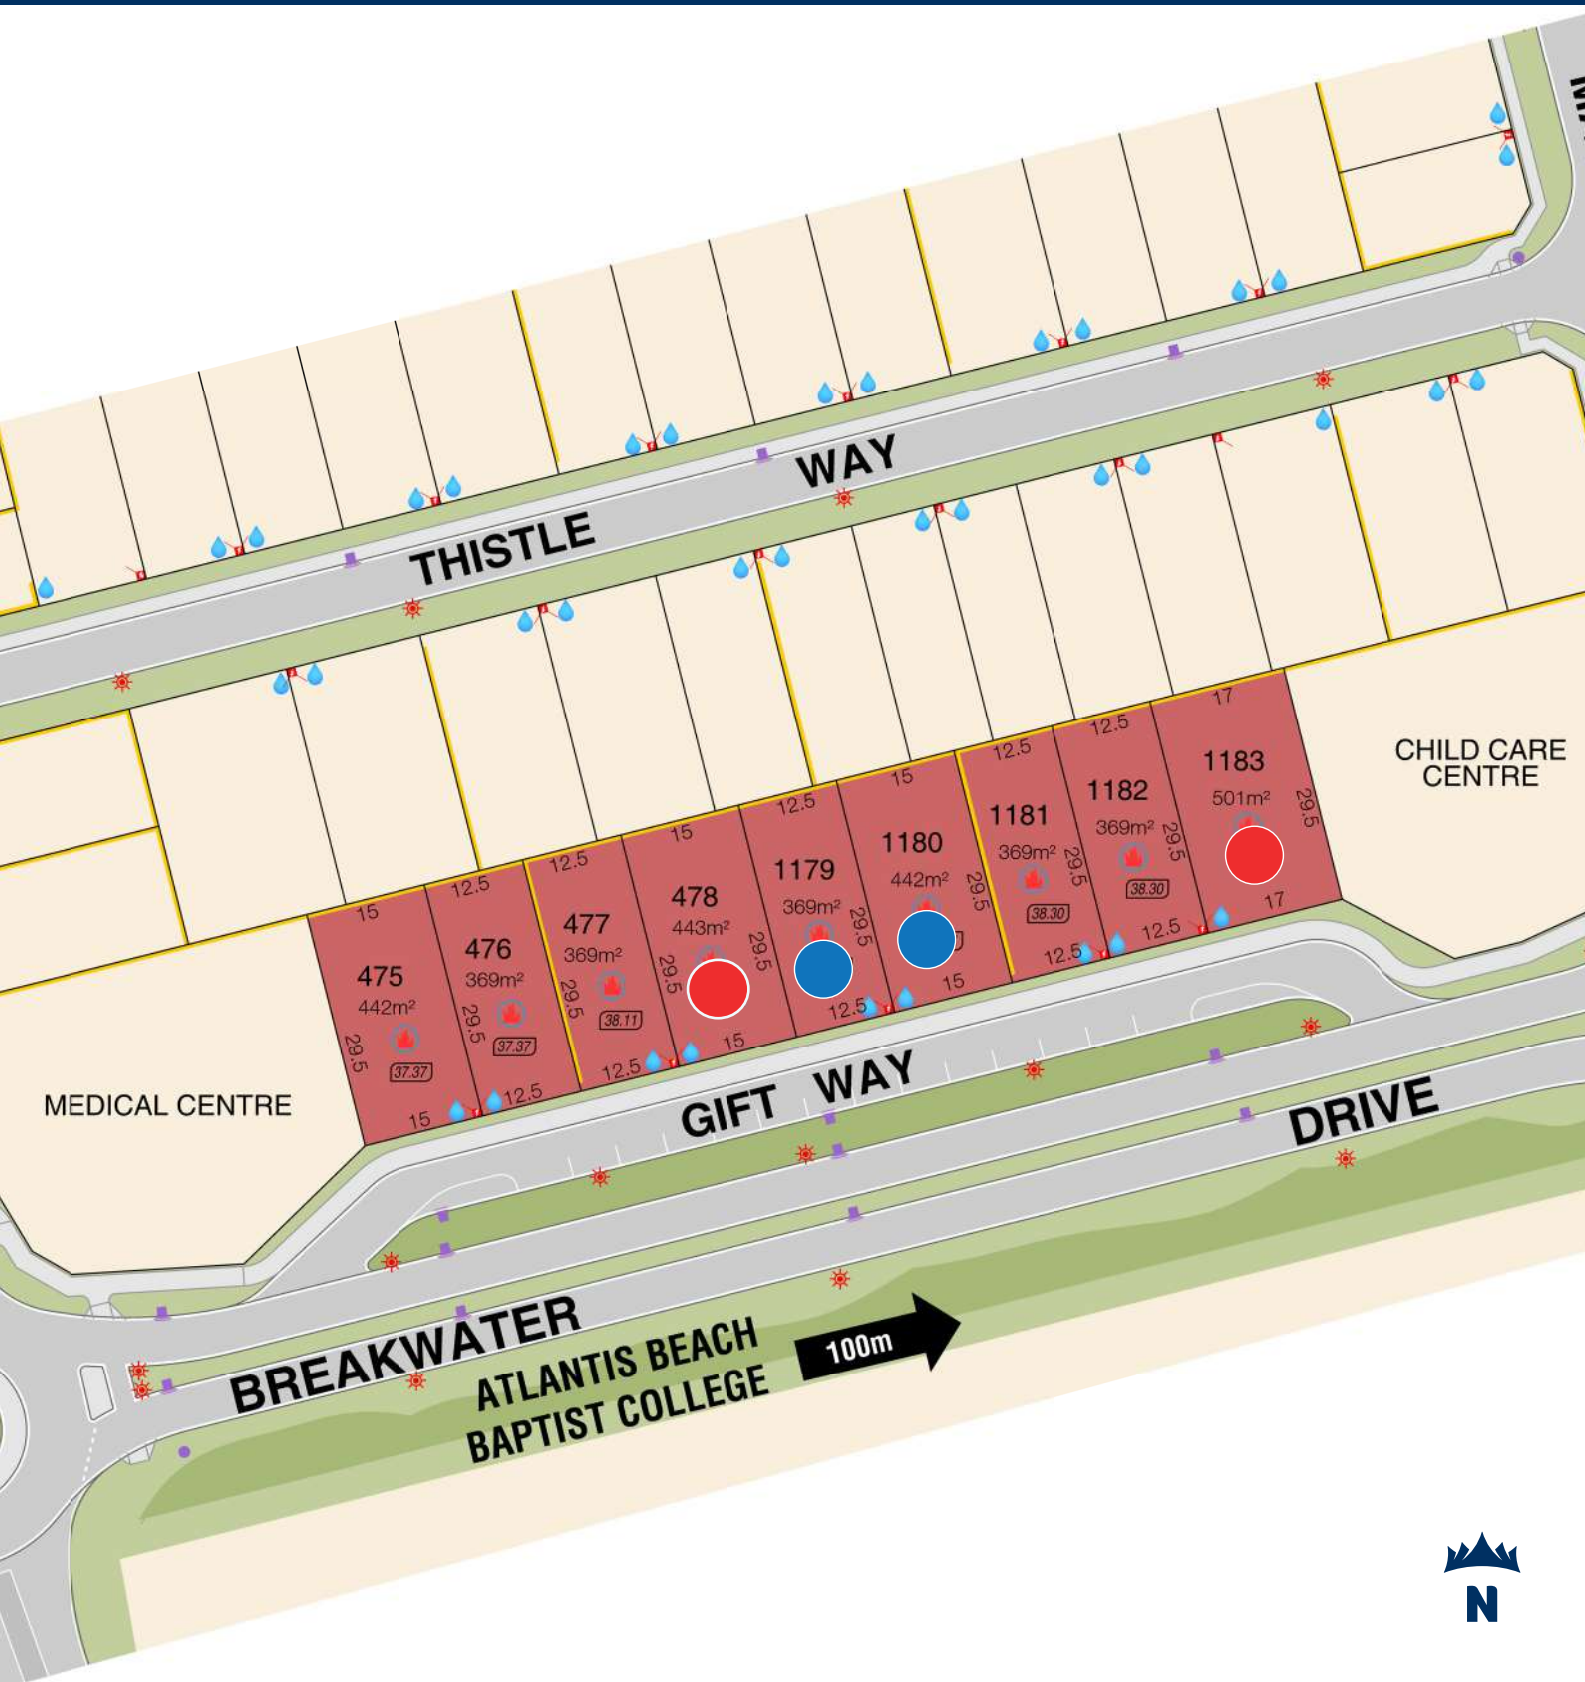 THISTLE WAY
17
12.5
12.5
15
12.5
15
12.5
12.5
15
1183
501m²
29.5
17
1182
369m²
29.5
38.30
12.5
1181
369m²
29.5
38.30
12.5
1180
442m²
29.5
15
1179
369m²
29.5
12.5
478
443m²
29.5
29.5
15
477
369m²
29.5
38.11
12.5
476
369m²
29.5
37.37
12.5
475
442m²
29.5
37.37
15
CHILD CARE
CENTRE
MEDICAL CENTRE
GIFT WAY
BREAKWATER DRIVE
ATLANTIS BEACH
BAPTIST COLLEGE
100m
N